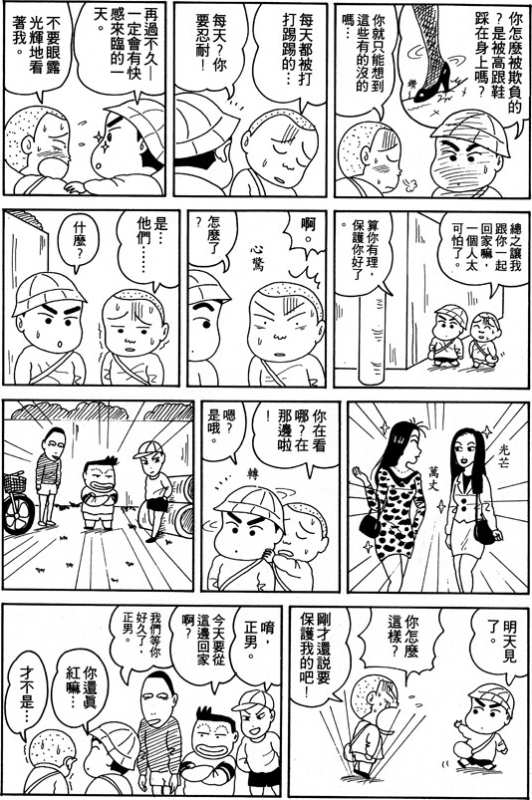 你怎麼被欺負的
?是被高跟鞋
踩在身上嗎?
你就只能想到
這些有的沒的
嗎…
每天都被打
打踢踢的…
每天?你
要忍耐!
再過不久—
一定會有快
感來臨的一
天。
不要眼露
光輝地看
著我。
總之讓我
跟你一起
回家嘛,
一個人太
可怕了。
算你有理,
保護你好了
。
啊。
心驚
怎麼了
?
是…
他們……
什麼?
光芒
萬丈
你在看
哪?在
那邊啦
!
轉
嗯?
是哦。
明天見
了。
你怎麼
這樣?
剛才還說要
保護我的吧!
唷,
正男。
今天要從
這邊回家
啊?
我們等你
好久了,
正男。
你還真
紅嘛…
才不是…